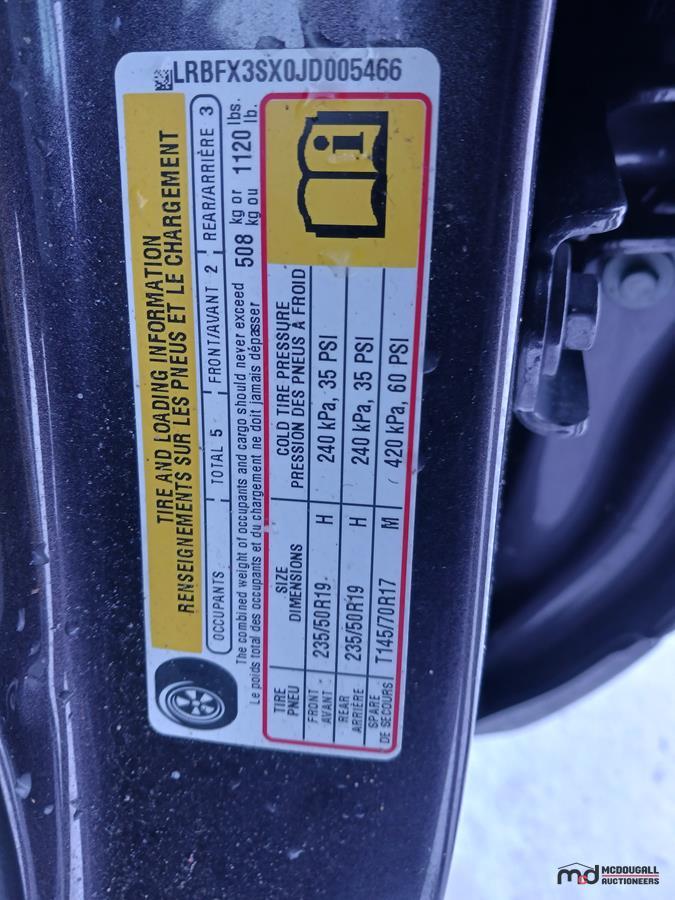 LRBFX3SX0JD005466
TIRE AND LOADING INFORMATION
RENSEIGNEMENTS SUR LES PNEUS ET LE CHARGEMENT
OCCUPANTS TOTAL 5 FRONT/AVANT 2 REAR/ARRIÈRE 3
The combined weight of occupants and cargo should never exceed 508 kg or 1120 lbs.
Le poids total des occupants et du chargement ne doit jamais dépasser kg ou lb.
TIRE SIZE COLD TIRE PRESSURE
PNEU DIMENSIONS PRESSION DES PNEUS À FROID
FRONT
AVANT 235/50R19 H 240 kPa, 35 PSI
REAR
ARRIÈRE 235/50R19 H 240 kPa, 35 PSI
SPARE
DE SECOURS T145/70R17 M 420 kPa, 60 PSI
md MCDOUGALL
AUCTIONEERS